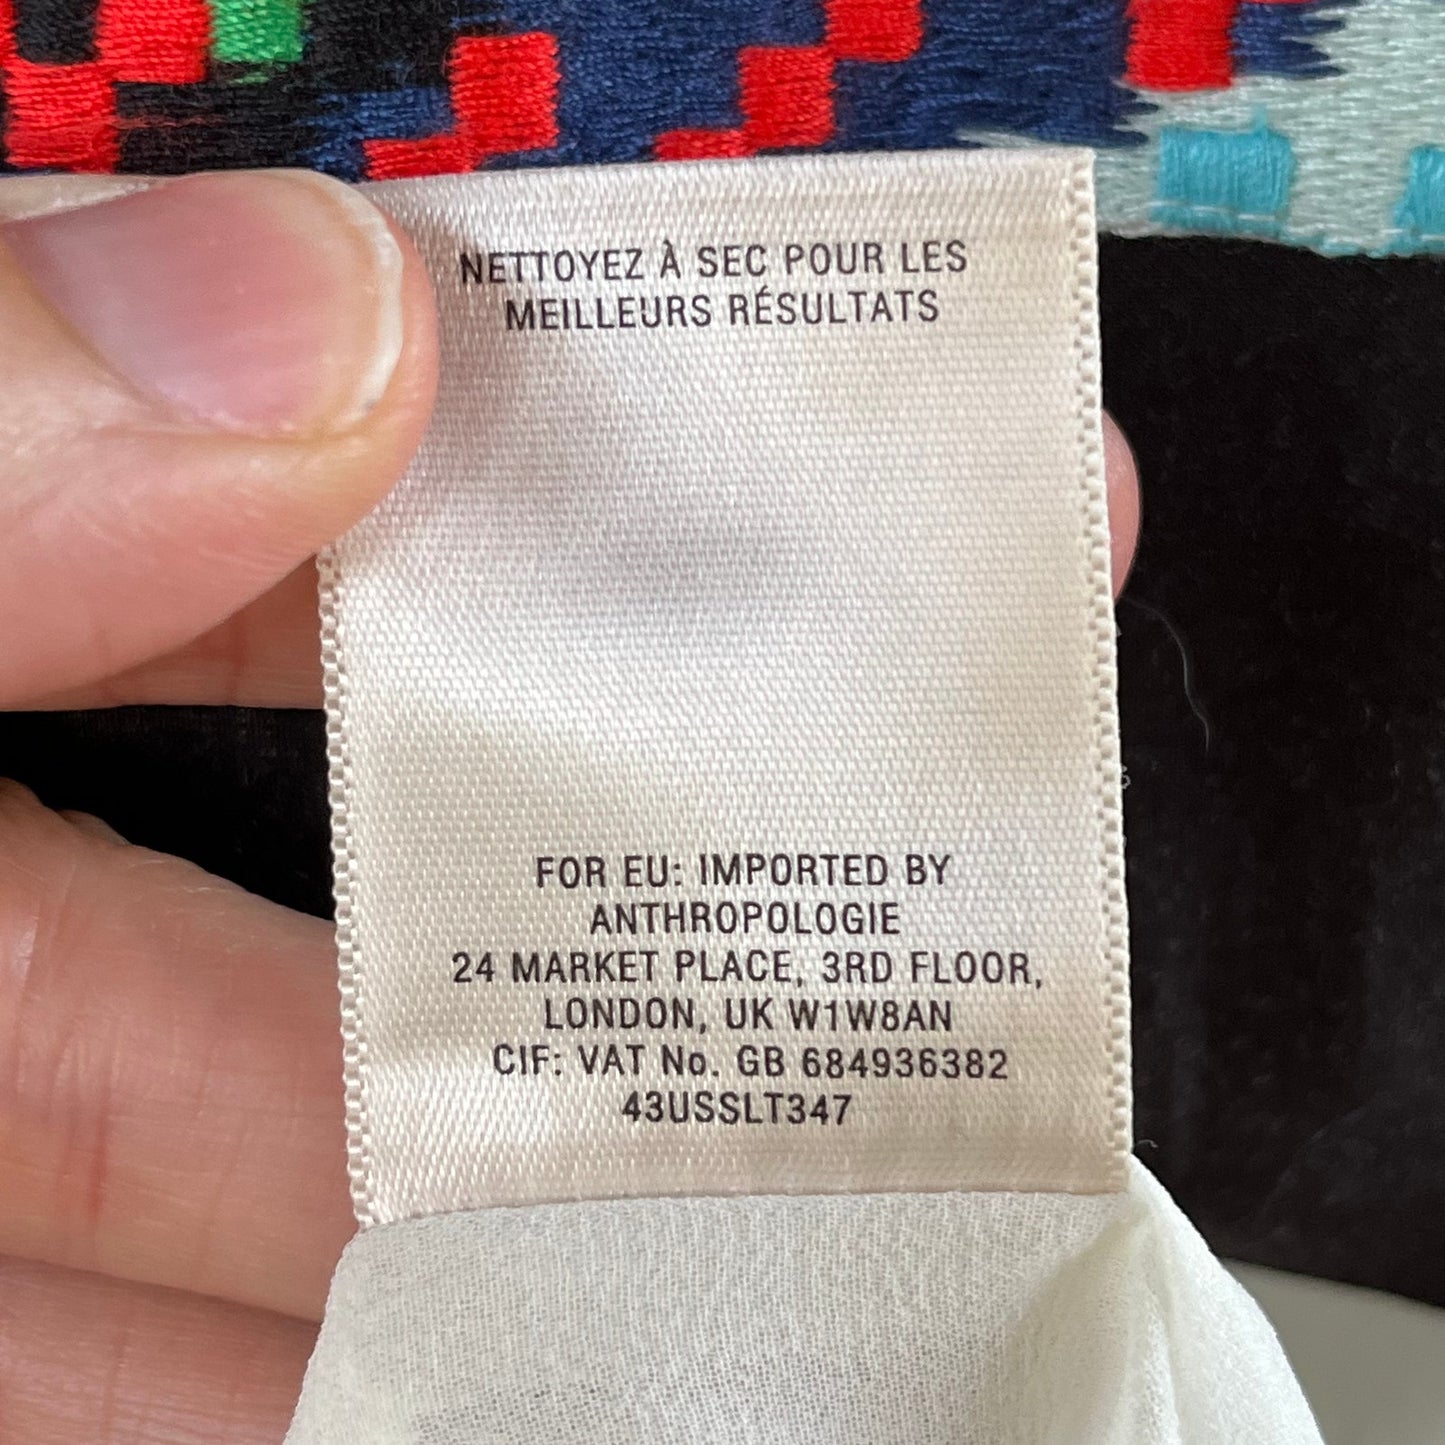 NETTOYEZ À SEC POUR LES
MEILLEURS RÉSULTATS
FOR EU: IMPORTED BY
ANTHROPOLOGIE
24 MARKET PLACE, 3RD FLOOR,
LONDON, UK W1W8AN
CIF: VAT No. GB 684936382
43USSLT347